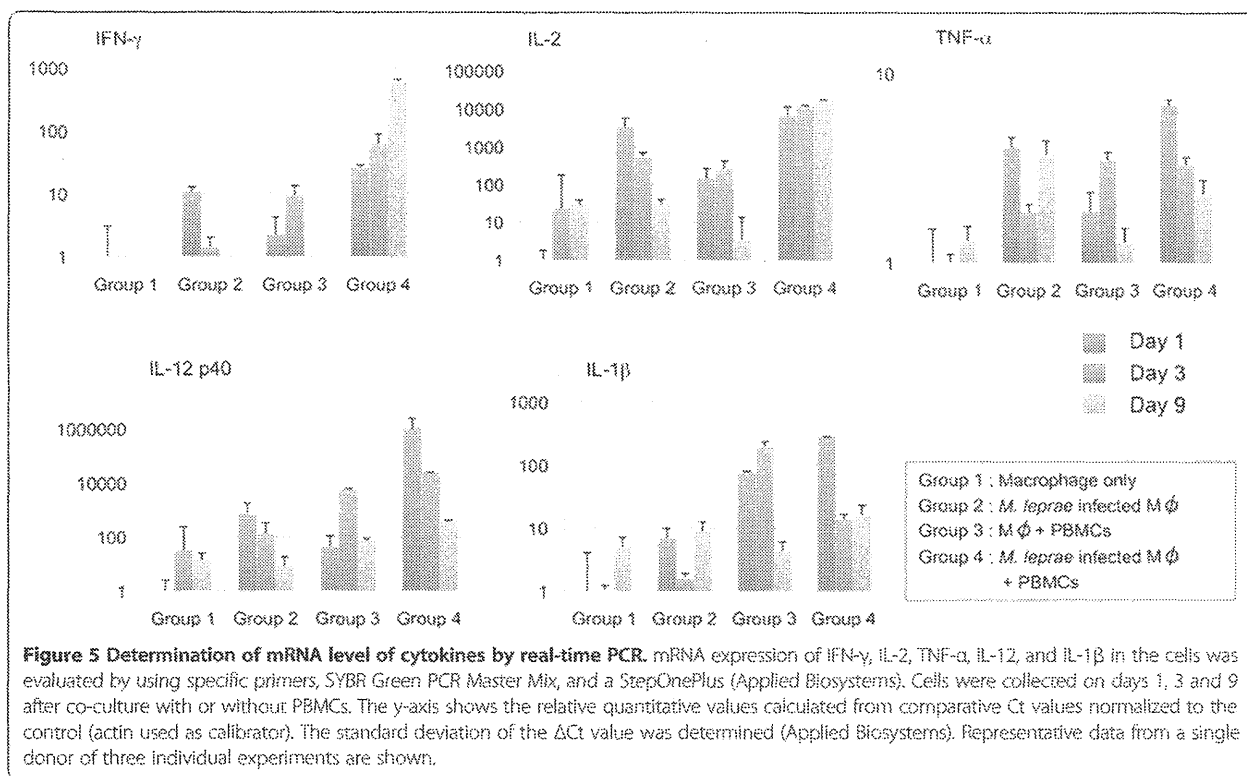 IFN-γ
1000
100
10
1
Group 1 Group 2 Group 3 Group 4
IL-2
100000
10000
1000
100
10
1
Group 1 Group 2 Group 3 Group 4
TNF-α
10
1
Group 1 Group 2 Group 3 Group 4
IL-12 p40
1000000
10000
100
1
Group 1 Group 2 Group 3 Group 4
IL-1β
1000
100
10
1
Group 1 Group 2 Group 3 Group 4
Day 1
Day 3
Day 9
Group 1 : Macrophage only
Group 2 : M. leprae infected M ϕ
Group 3 : M ϕ + PBMCs
Group 4 : M. leprae infected M ϕ
+ PBMCs
Figure 5 Determination of mRNA level of cytokines by real-time PCR. mRNA expression of IFN-γ, IL-2, TNF-α, IL-12, and IL-1β in the cells was
evaluated by using specific primers, SYBR Green PCR Master Mix, and a StepOnePlus (Applied Biosystems). Cells were collected on days 1, 3 and 9
after co-culture with or without PBMCs. The y-axis shows the relative quantitative values calculated from comparative Ct values normalized to the
control (actin used as calibrator). The standard deviation of the ΔCt value was determined (Applied Biosystems). Representative data from a single
donor of three individual experiments are shown.